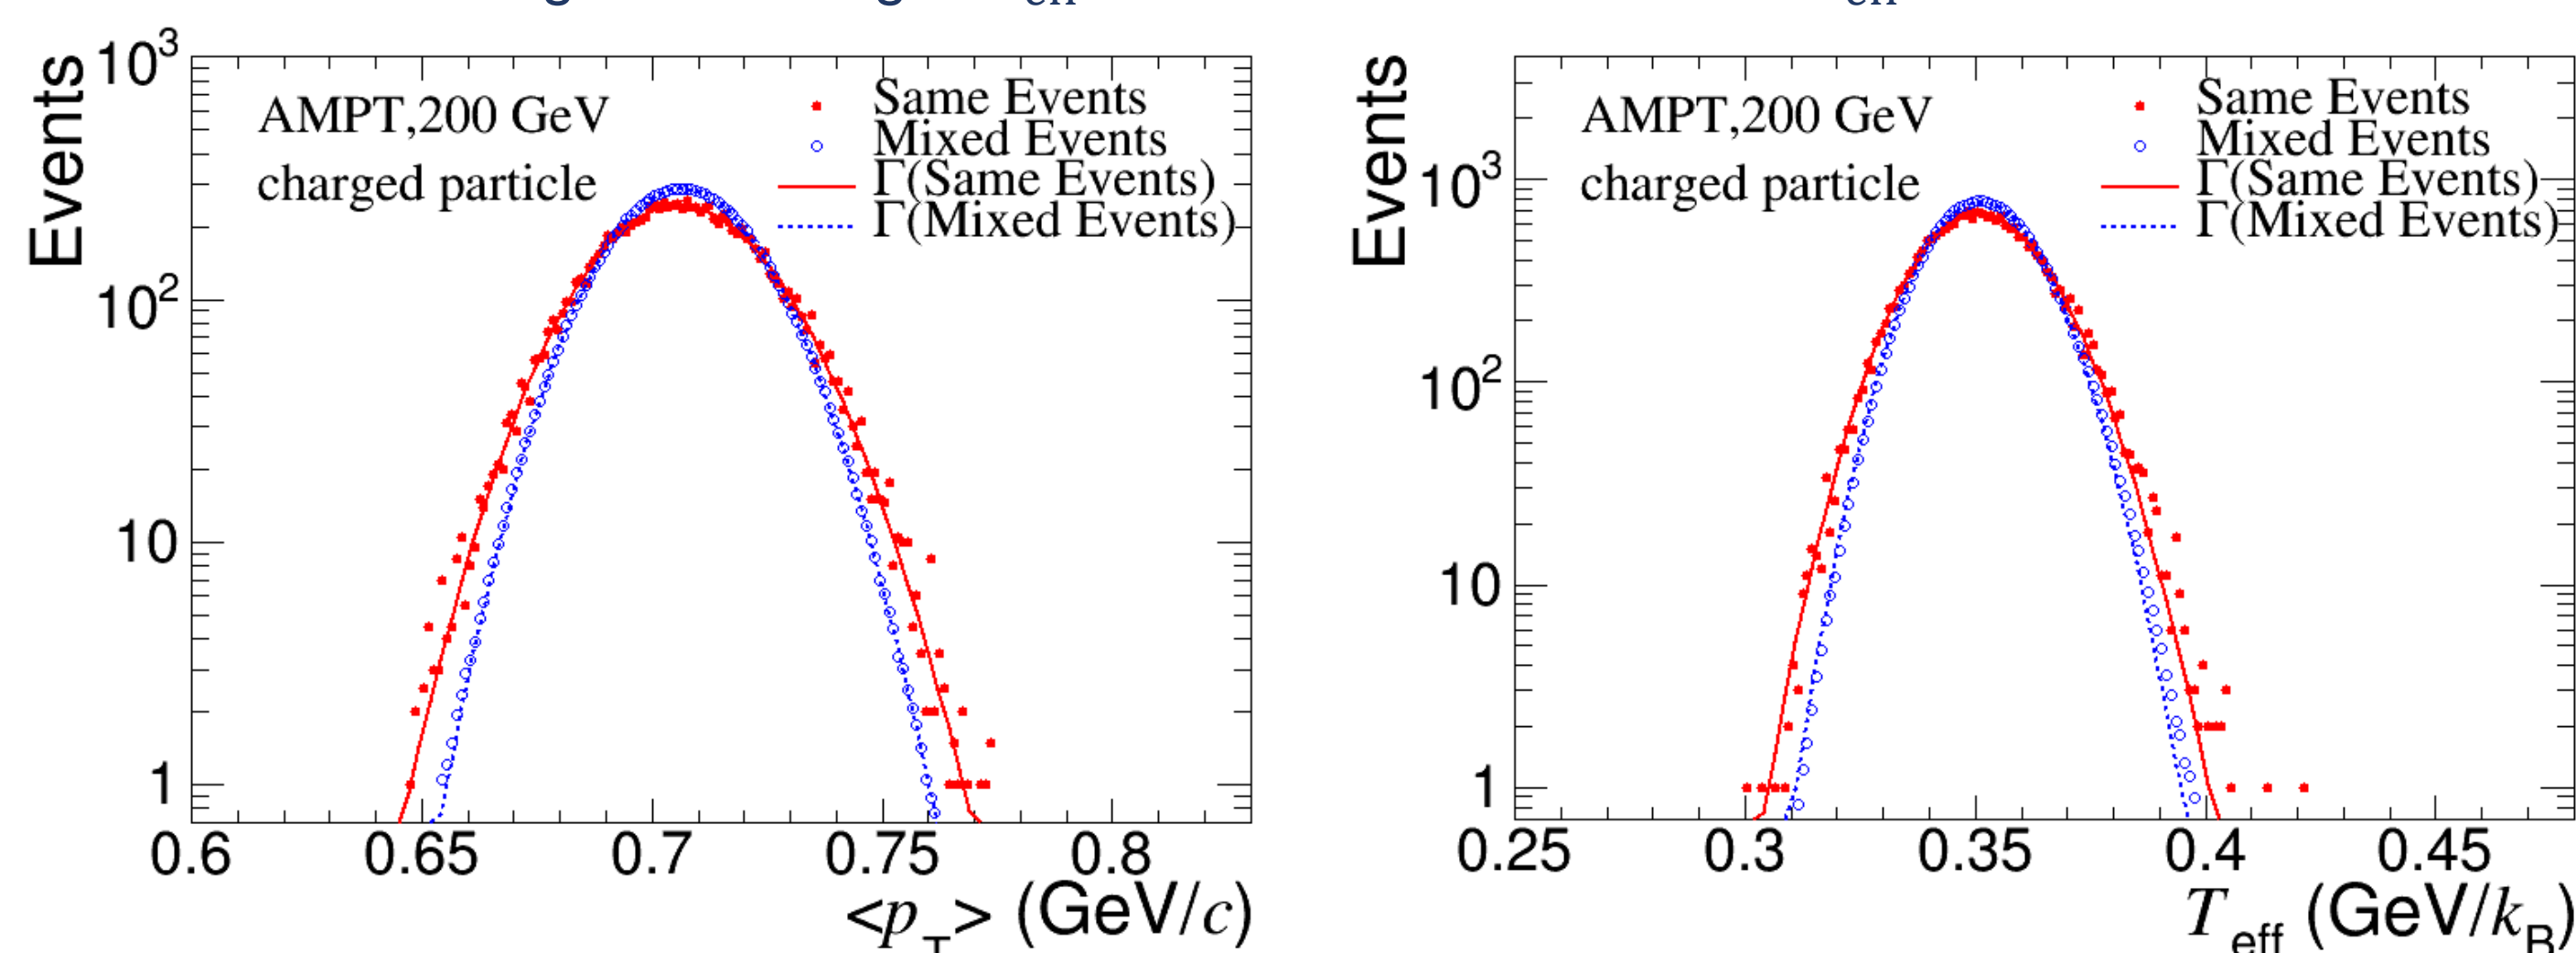 Events
10³
10²
10
1
AMPT,200 GeV
charged particle
Same Events
Mixed Events
Γ(Same Events)
Γ(Mixed Events)
0.6 0.65 0.7 0.75 0.8
<p_T> (GeV/c)
Events
10³
10²
10
1
AMPT,200 GeV
charged particle
Same Events
Mixed Events
Γ(Same Events)
Γ(Mixed Events)
0.25 0.3 0.35 0.4 0.45
T_eff (GeV/k_B)